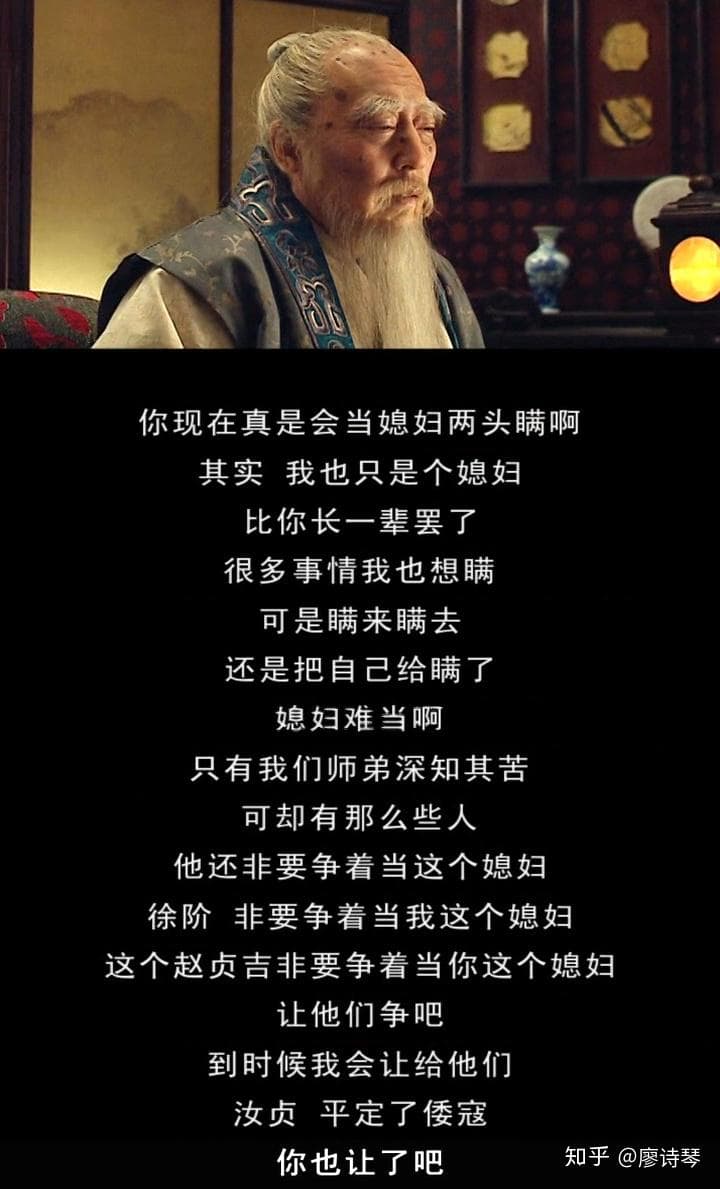 你现在真是会当媳妇两头瞒啊
其实 我也只是个媳妇
比你长一辈罢了
很多事情我也想瞒
可是瞒来瞒去
还是把自己给瞒了
媳妇难当啊
只有我们师弟深知其苦
可却有那么些人
他还非要争着当这个媳妇
徐阶 非要争着当我这个媳妇
这个赵贞吉非要争着当你这个媳妇
让他们争吧
到时候我会让给他们
汝贞 平定了倭寇
你也让了吧
知乎 @廖诗琴